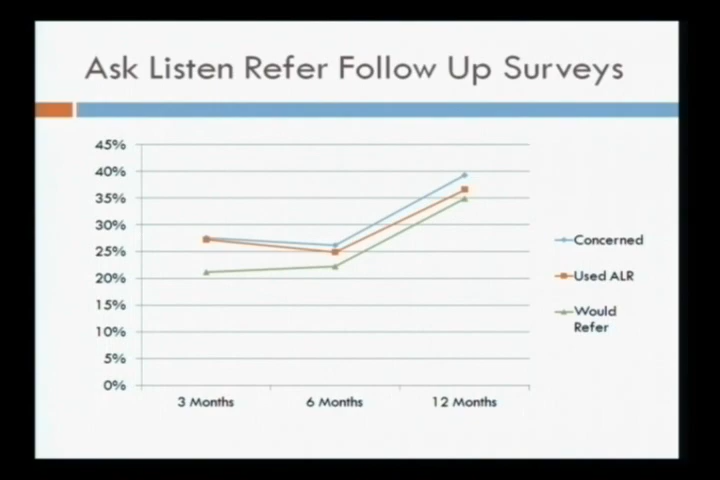 Ask Listen Refer Follow Up Surveys
45%
40%
35%
30%
25%
20%
15%
10%
5%
0%
3 Months
6 Months
12 Months
Concerned
Used ALR
Would
Refer